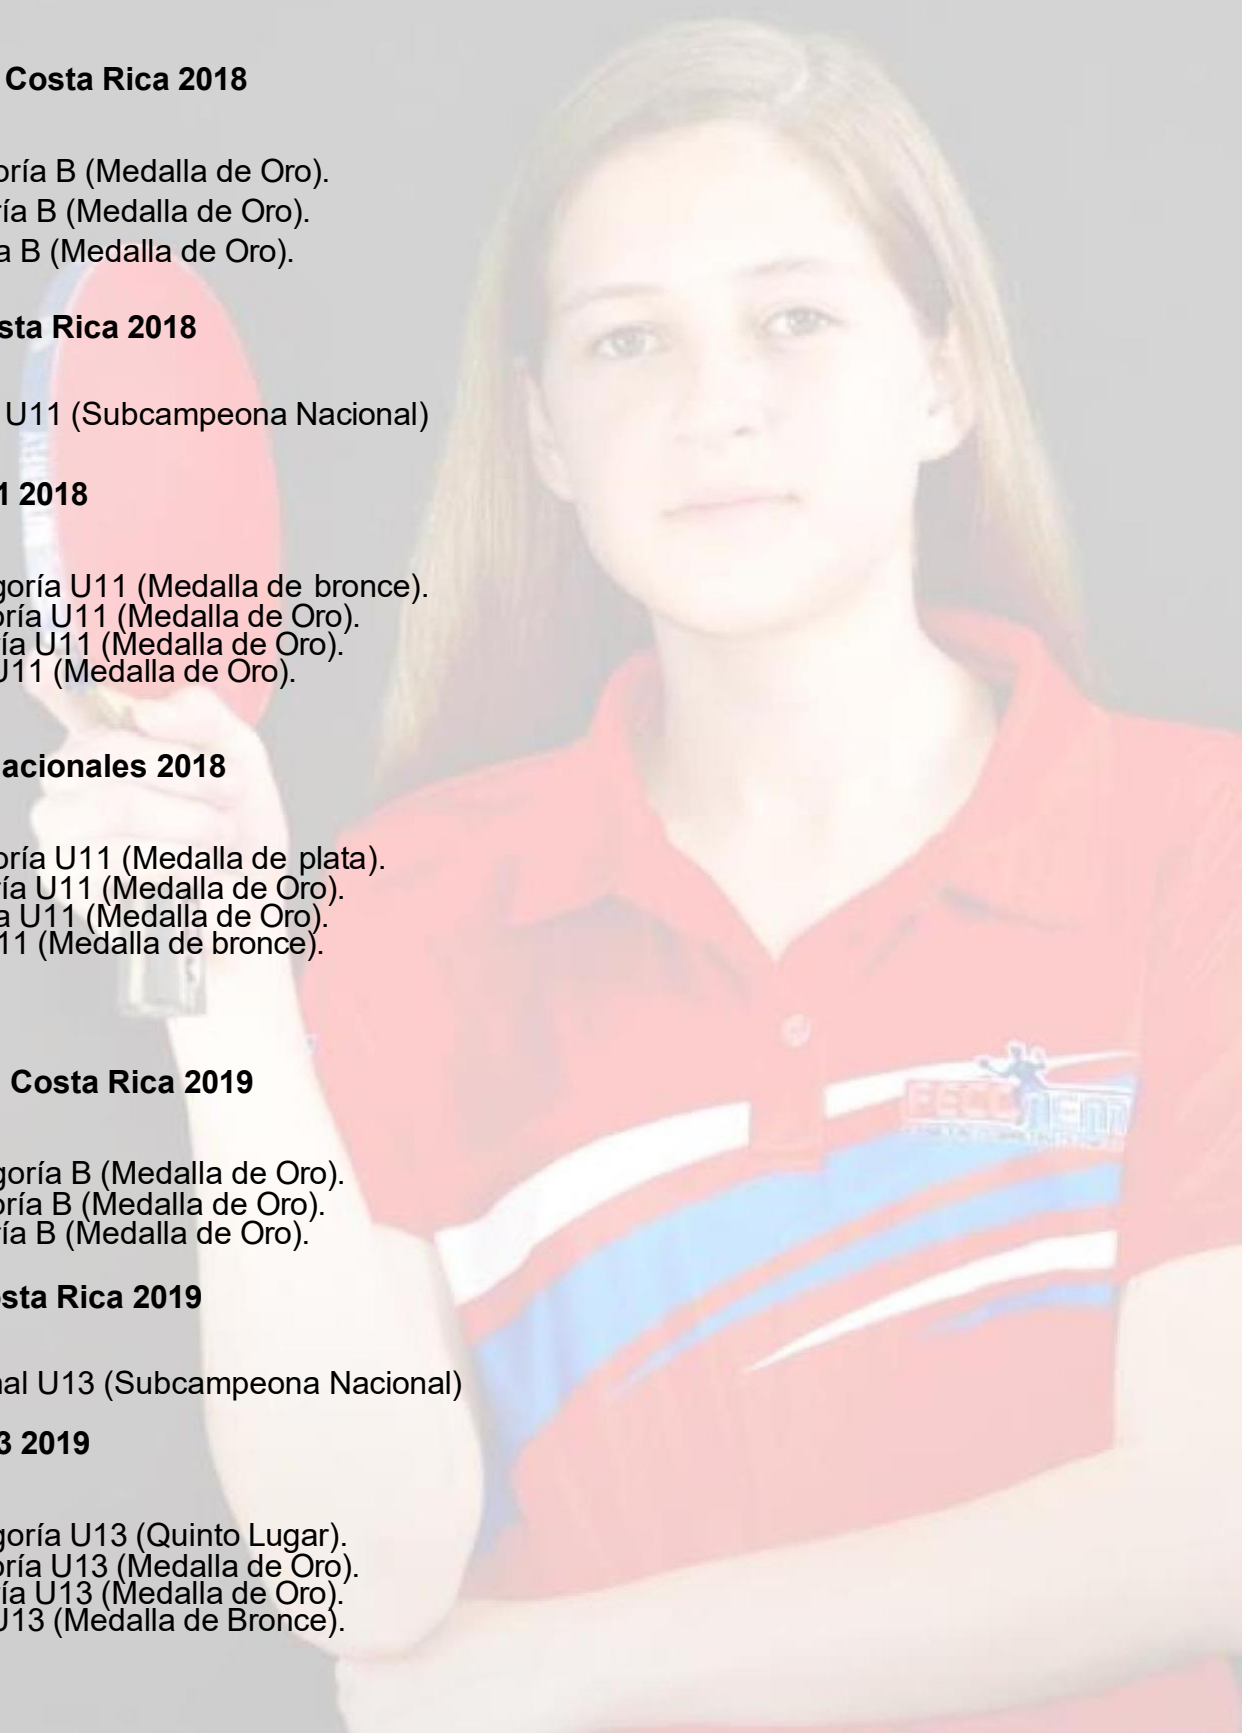 Costa Rica 2018
oría B (Medalla de Oro).
ría B (Medalla de Oro).
a B (Medalla de Oro).
sta Rica 2018
U11 (Subcampeona Nacional)
1 2018
goría U11 (Medalla de bronce).
oría U11 (Medalla de Oro).
ía U11 (Medalla de Oro).
U11 (Medalla de Oro).
acionales 2018
oría U11 (Medalla de plata).
ía U11 (Medalla de Oro).
a U11 (Medalla de Oro).
11 (Medalla de bronce).
Costa Rica 2019
goría B (Medalla de Oro).
oría B (Medalla de Oro).
ía B (Medalla de Oro).
osta Rica 2019
nal U13 (Subcampeona Nacional)
3 2019
goría U13 (Quinto Lugar).
oría U13 (Medalla de Oro).
ía U13 (Medalla de Oro).
U13 (Medalla de Bronce).